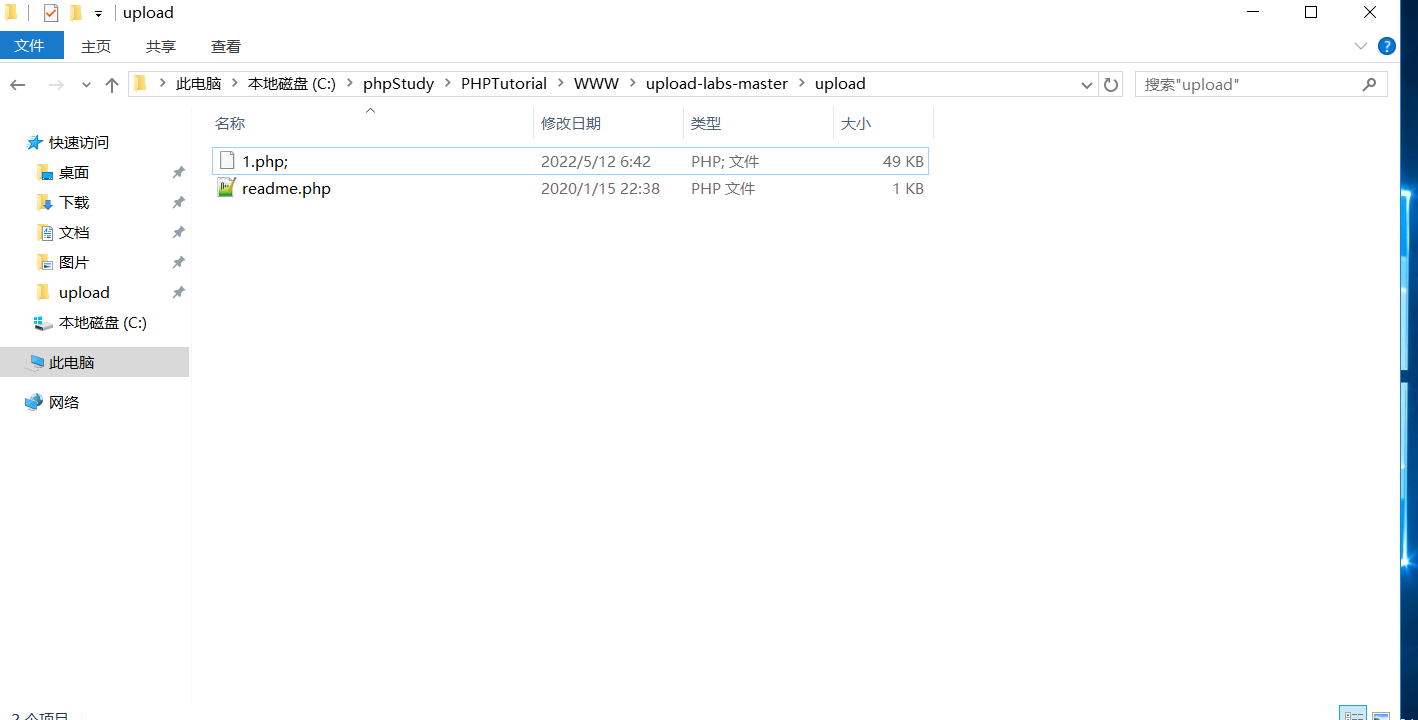 upload
文件 主页 共享 查看
此电脑 本地磁盘 (C:) phpStudy PHPTutorial WWW upload-labs-master upload 搜索"upload"
名称 修改日期 类型 大小
快速访问
桌面
下载
文档
图片
upload
本地磁盘 (C:)
此电脑
网络
1.php; 2022/5/12 6:42 PHP; 文件 49 KB
readme.php 2020/1/15 22:38 PHP 文件 1 KB
2 个项目